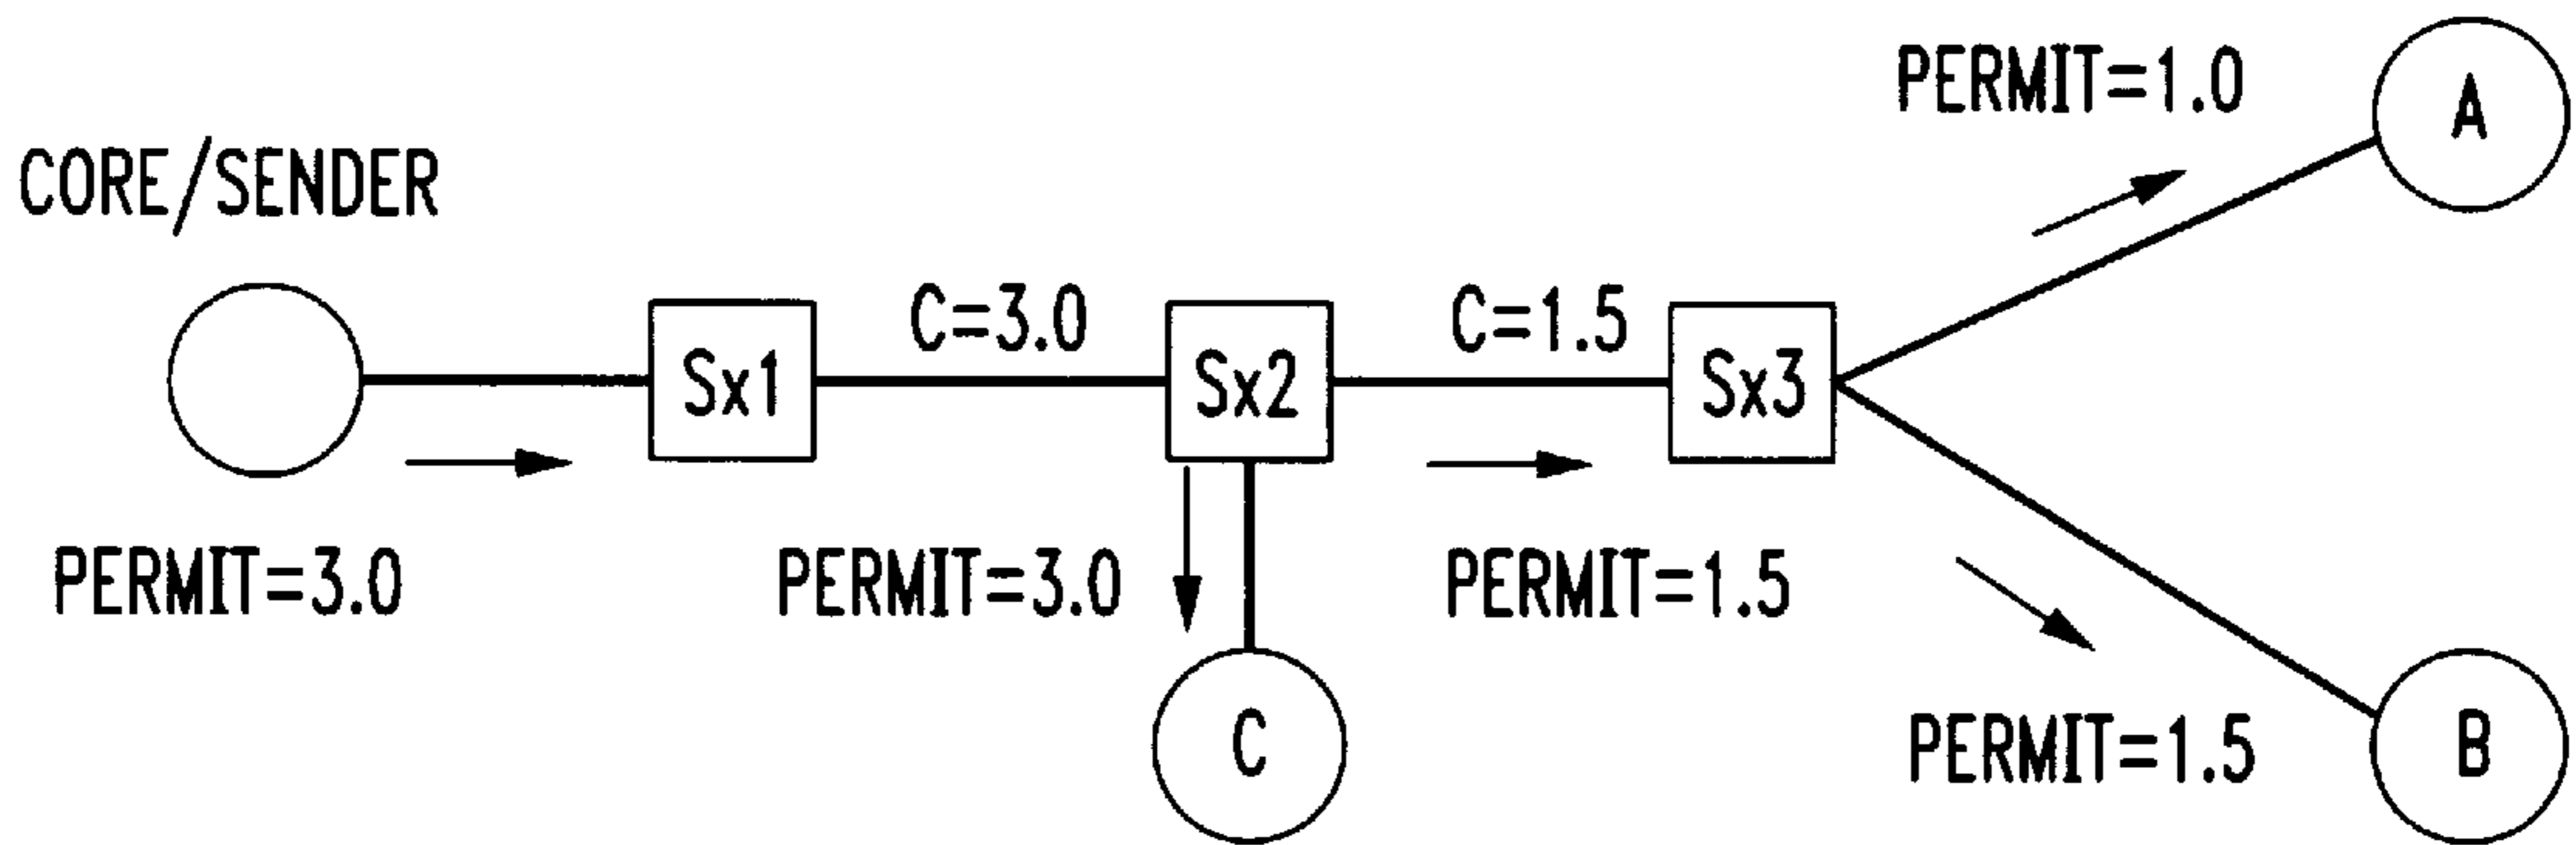 PERMIT=1.0
A
CORE/SENDER
C=3.0
C=1.5
Sx1
Sx2
Sx3
PERMIT=3.0
PERMIT=3.0
PERMIT=1.5
PERMIT=1.5
C
B